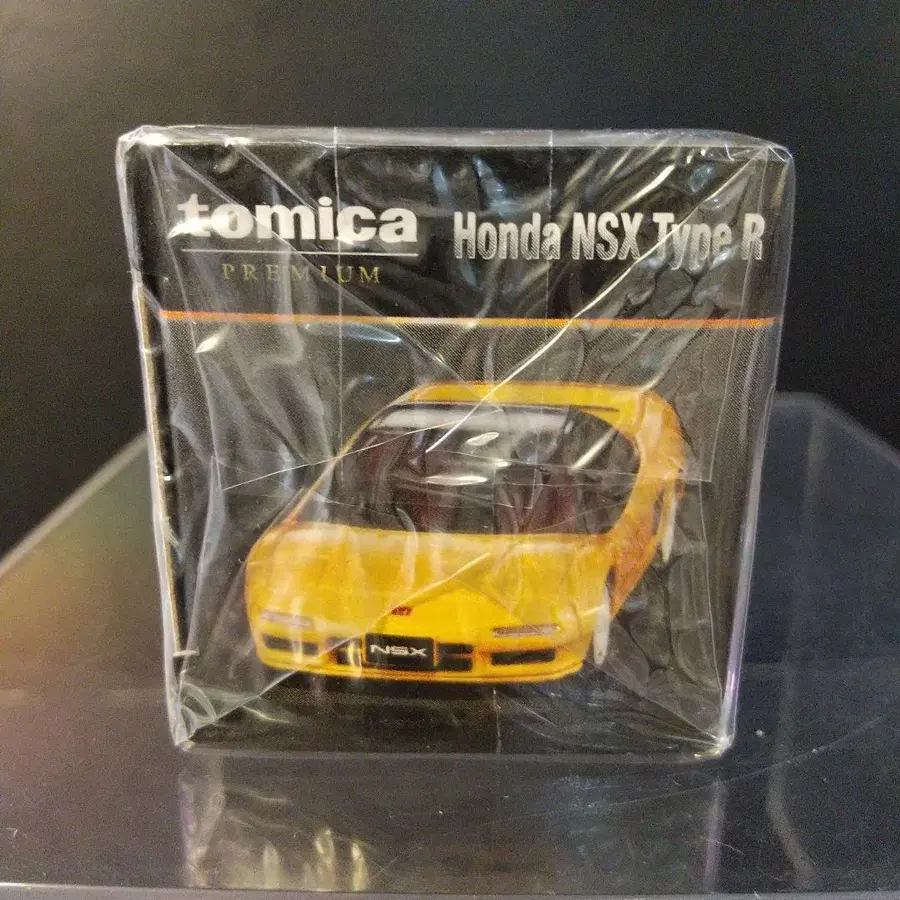 tomica
PREMIUM
Honda NSX Type R
NSX